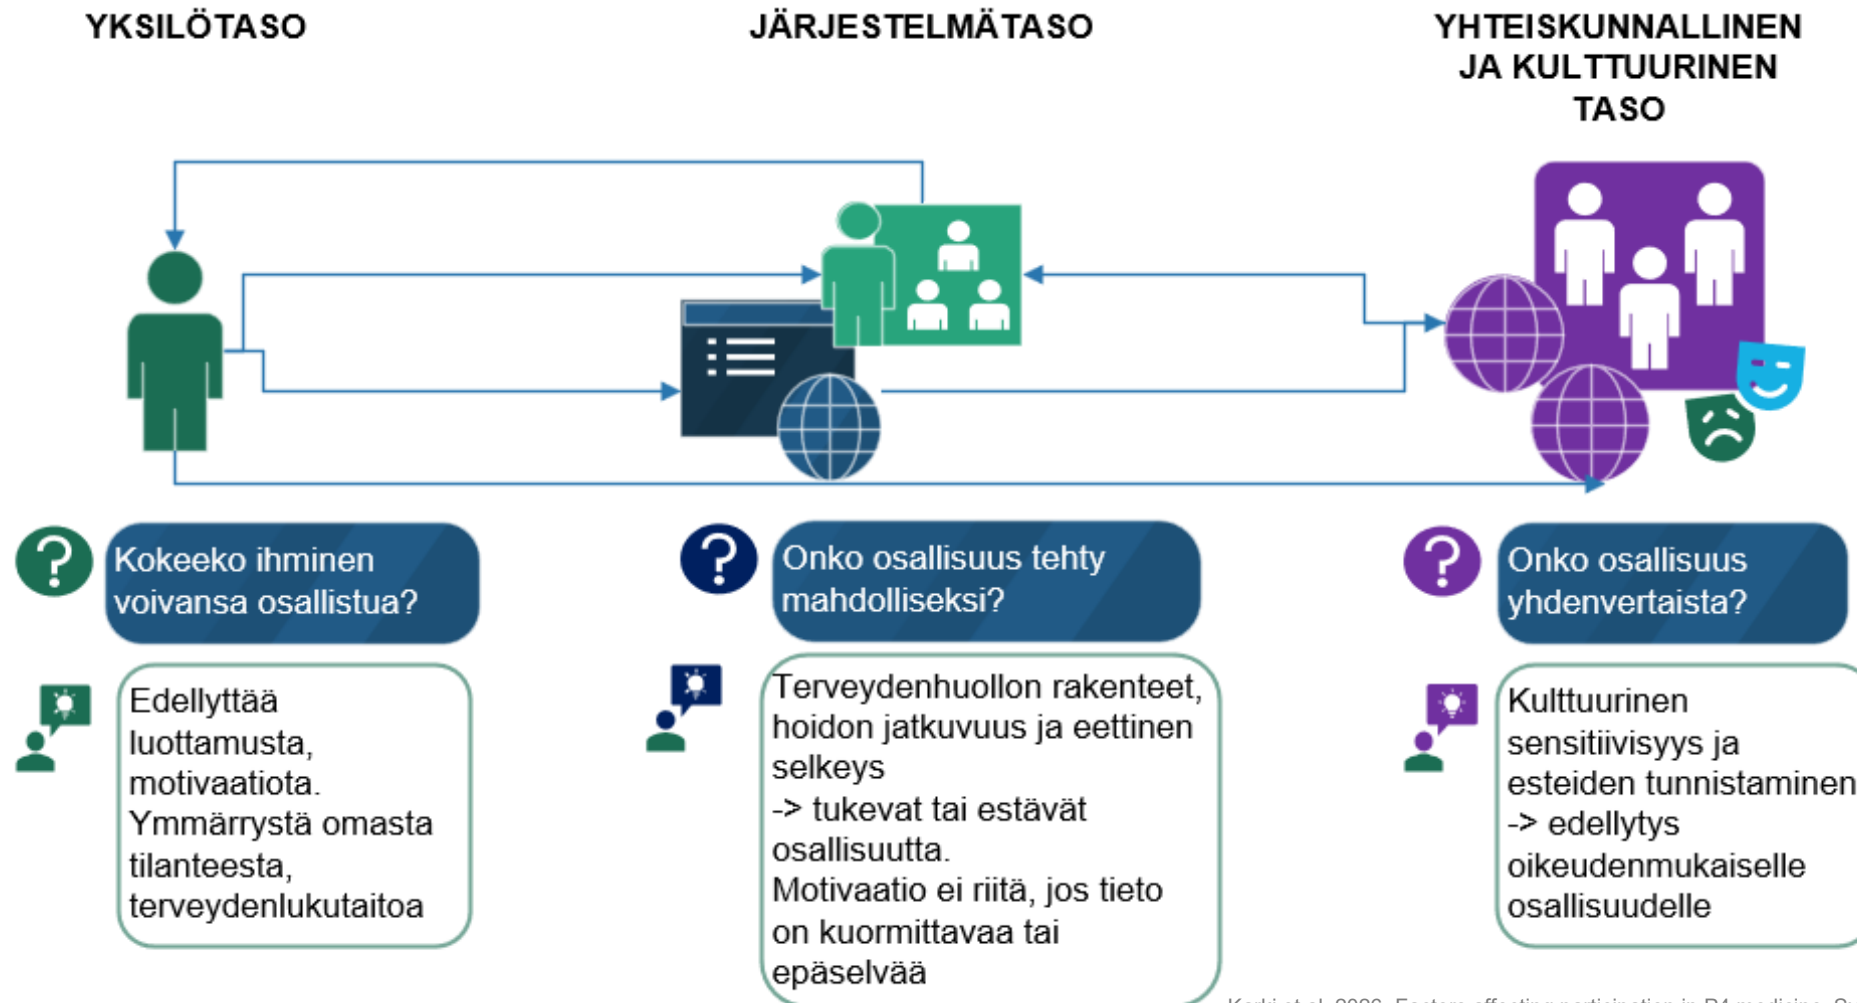 YKSILÖTASO
JÄRJESTELMÄTASO
YHTEISKUNNALLINEN
JA KULTTUURINEN
TASO
?
Kokeeko ihminen
voivansa osallistua?
?
Onko osallisuus tehty
mahdolliseksi?
?
Onko osallisuus
yhdenvertaista?
Edellyttää
luottamusta,
motivaatiota.
Ymmärrystä omasta
tilanteesta,
terveydenlukutaitoa
Terveydenhuollon rakenteet,
hoidon jatkuvuus ja eettinen
selkeys
-> tukevat tai estävät
osallisuutta.
Motivaatio ei riitä, jos tieto
on kuormittavaa tai
epäselvää
Kulttuurinen
sensitiivisyys ja
esteiden tunnistaminen
-> edellytys
oikeudenmukaiselle
osallisuudelle